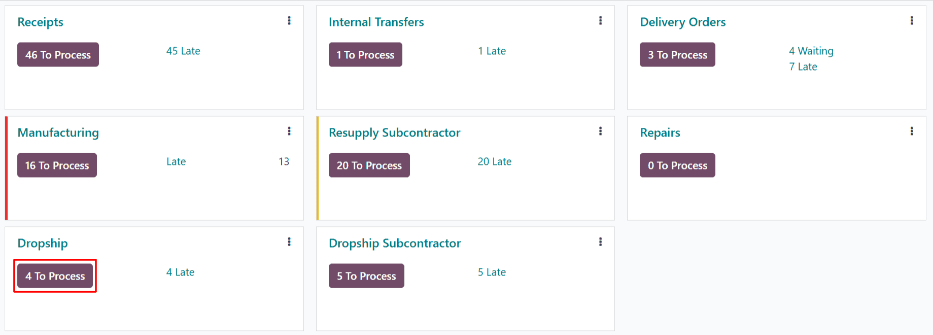 Receipts
46 To Process
45 Late
Internal Transfers
1 To Process
1 Late
Delivery Orders
3 To Process
4 Waiting
7 Late
Manufacturing
16 To Process
Late 13
Resupply Subcontractor
20 To Process
20 Late
Repairs
0 To Process
Dropship
4 To Process
4 Late
Dropship Subcontractor
5 To Process
5 Late